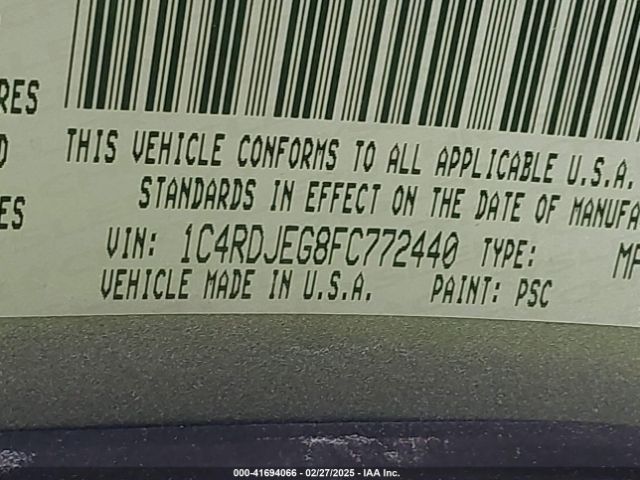 RES
D
ES
THIS VEHICLE CONFORMS TO ALL APPLICABLE U.S.A.
STANDARDS IN EFFECT ON THE DATE OF MANUFA
VIN: 1C4RDJEG8FC772440 TYPE: MP
VEHICLE MADE IN U.S.A. PAINT: PSC
000-41694066 - 02/27/2025 - IAA Inc.